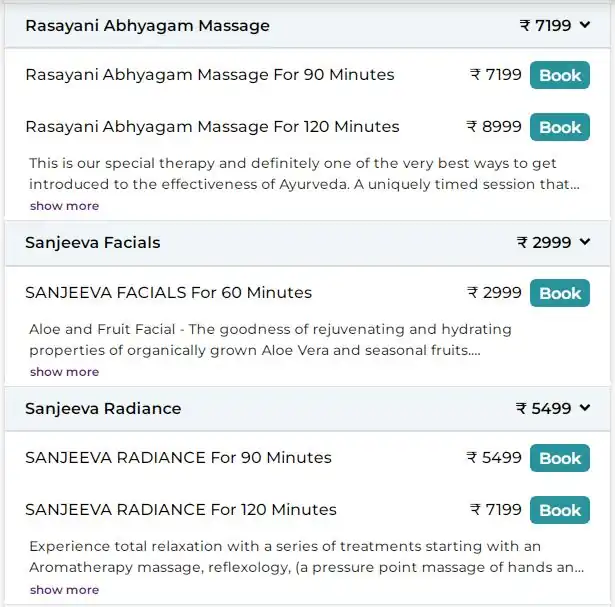 Rasayani Abhyagam Massage ₹ 7199
Rasayani Abhyagam Massage For 90 Minutes ₹ 7199 Book
Rasayani Abhyagam Massage For 120 Minutes ₹ 8999 Book
This is our special therapy and definitely one of the very best ways to get
introduced to the effectiveness of Ayurveda. A uniquely timed session that...
show more
Sanjeeva Facials ₹ 2999
SANJEEVA FACIALS For 60 Minutes ₹ 2999 Book
Aloe and Fruit Facial - The goodness of rejuvenating and hydrating
properties of organically grown Aloe Vera and seasonal fruits....
show more
Sanjeeva Radiance ₹ 5499
SANJEEVA RADIANCE For 90 Minutes ₹ 5499 Book
SANJEEVA RADIANCE For 120 Minutes ₹ 7199 Book
Experience total relaxation with a series of treatments starting with an
Aromatherapy massage, reflexology, (a pressure point massage of hands an...
show more